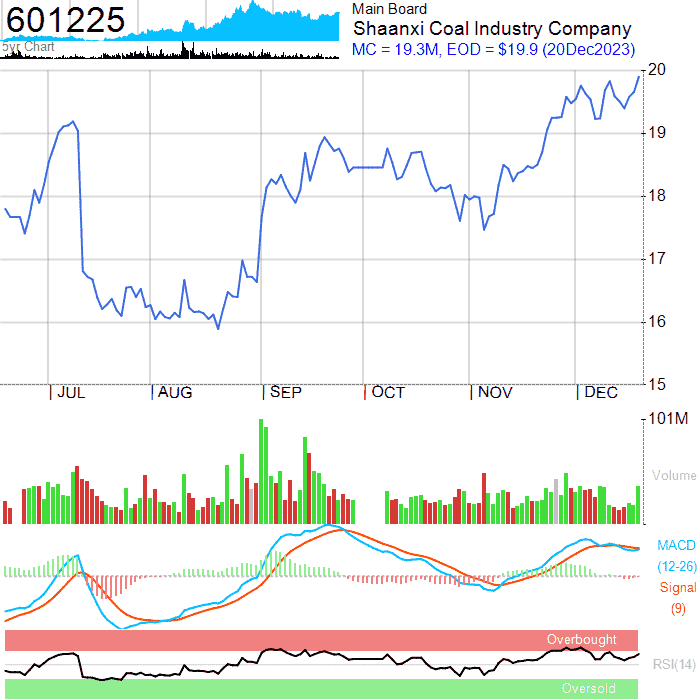 601225
5yr Chart
Main Board
Shaanxi Coal Industry Company
MC = 19.3M, EOD = $19.9 (20Dec2023)
20
19
18
17
16
15
JUL
AUG
SEP
OCT
NOV
DEC
101M
Volume
MACD
(12-26)
Signal
(9)
Overbought
RSI(14)
Oversold